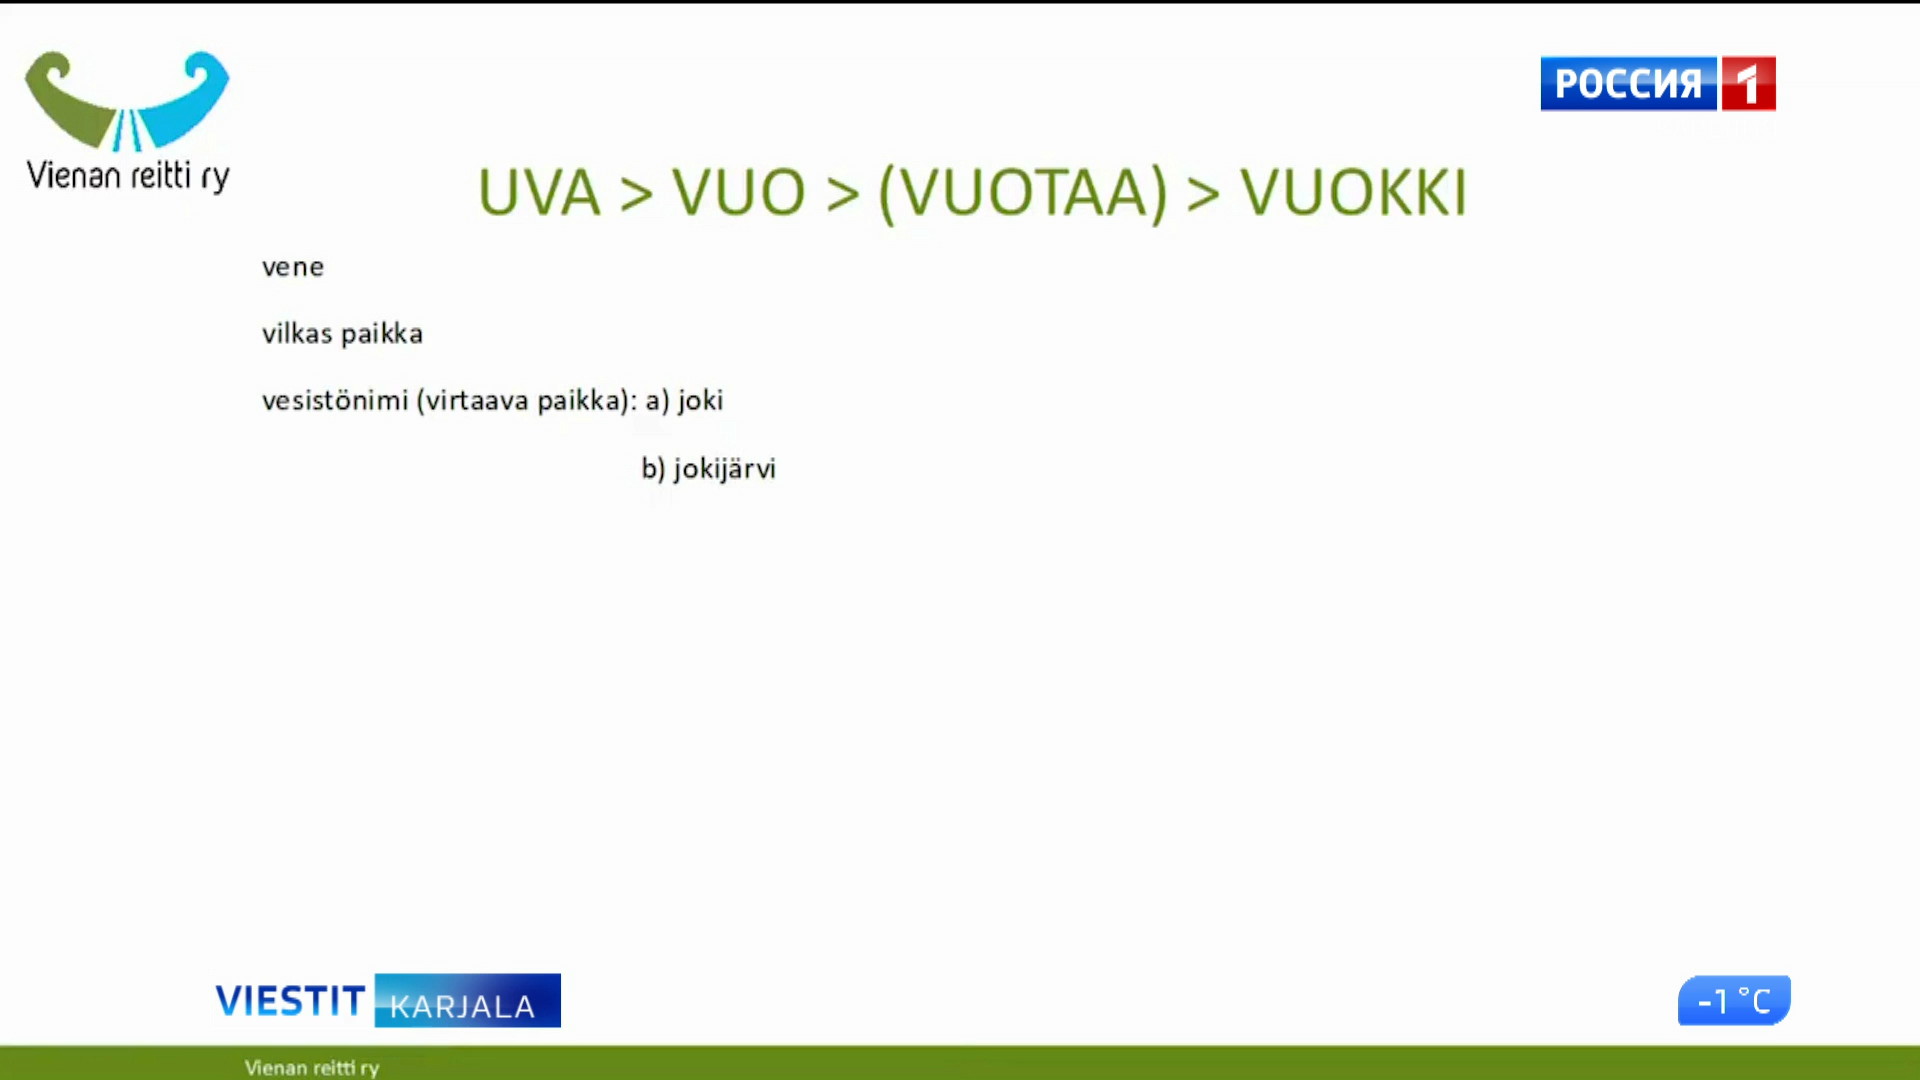 РОССИЯ 1
Vienan reitti ry
UVA > VUO > (VUOTAA) > VUOKKI
vene
vilkas paikka
vesistönimi (virtaava paikka): a) joki
b) jokijärvi
VIESTIT KARJALA
-1 °C
Vienan reitti ry